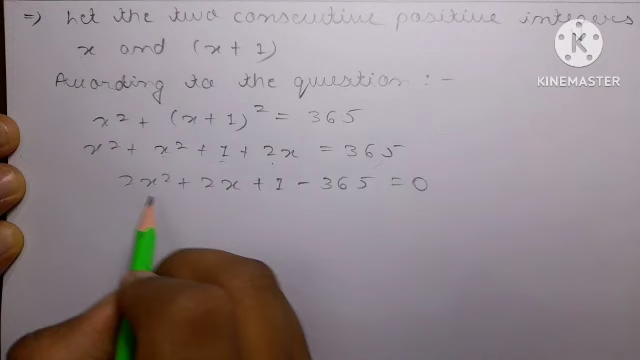 =) Let the two consecutive positive integers
x and (x + 1)
According to the question :-
x² + (x + 1)² = 365
x² + x² + 1 + 2x = 365
2x² + 2x + 1 - 365 = 0
K
KINEMASTER